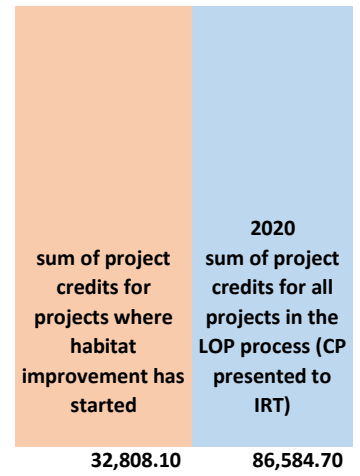 sum of project
credits for
projects where
habitat
improvement has
started
2020
sum of project
credits for all
projects in the
LOP process (CP
presented to
IRT)
32,808.10
86,584.70